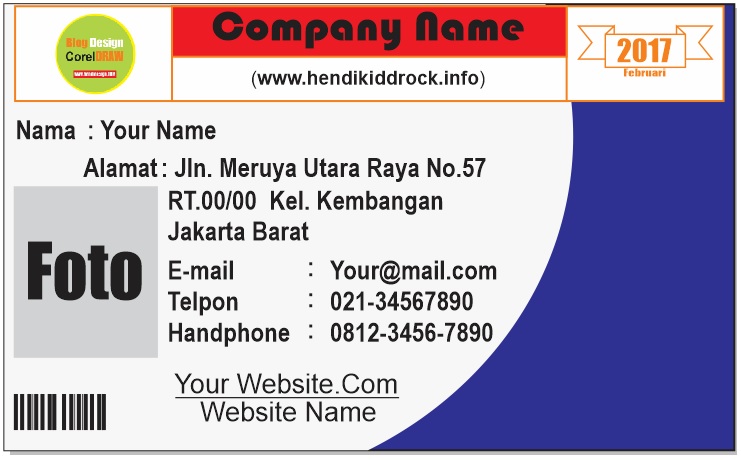 Blog Design
CorelDRAW
Company Name
(www.hendikiddrock.info)
2017
Februari
Nama : Your Name
Alamat : Jln. Meruya Utara Raya No.57
RT.00/00 Kel. Kembangan
Jakarta Barat
Foto
E-mail : Your@mail.com
Telpon : 021-34567890
Handphone : 0812-3456-7890
Your Website.Com
Website Name